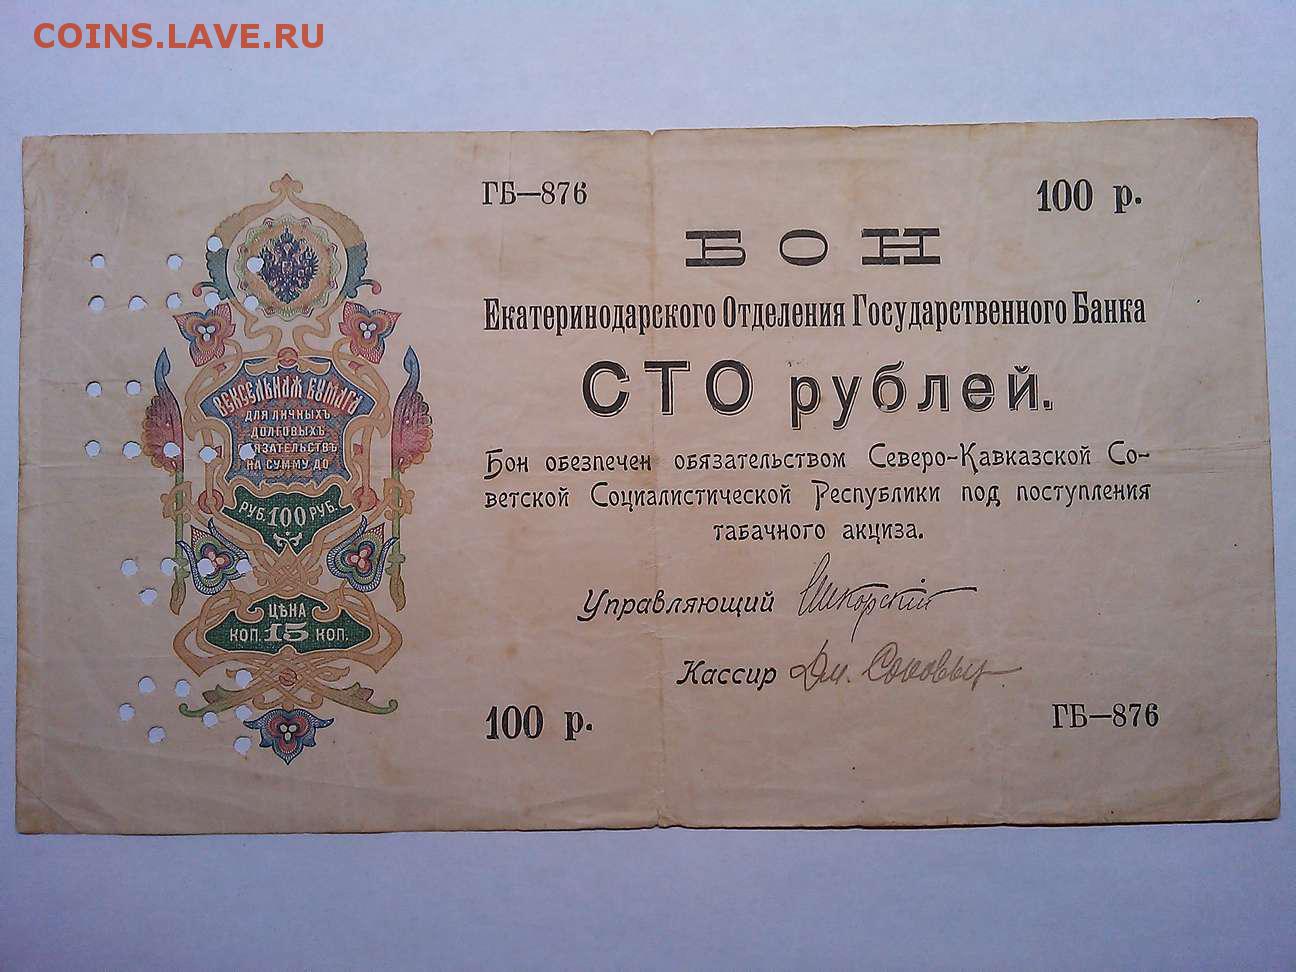 COINS.LAVE.RU
ГБ—876
100 р.
БОН
Екатеринодарского Отделения Государственного Банка
СТО рублей.
Бон обезпечен обязательством Северо-Кавказской Со-
ветской Социалистической Республики под поступления
табачного акциза.
Управляющий
Кассир Дм.
100 р.
ГБ—876
ВЕКСЕЛЬНАЯ БУМАГА
ДЛЯ ЛИЧНЫХЪ
ДОЛГОВЫХЪ
ОБЯЗАТЕЛЬСТВЪ
НА СУММУ ДО
РУБ. 100 РУБ.
ЦѢНА
КОП. 15 КОП.